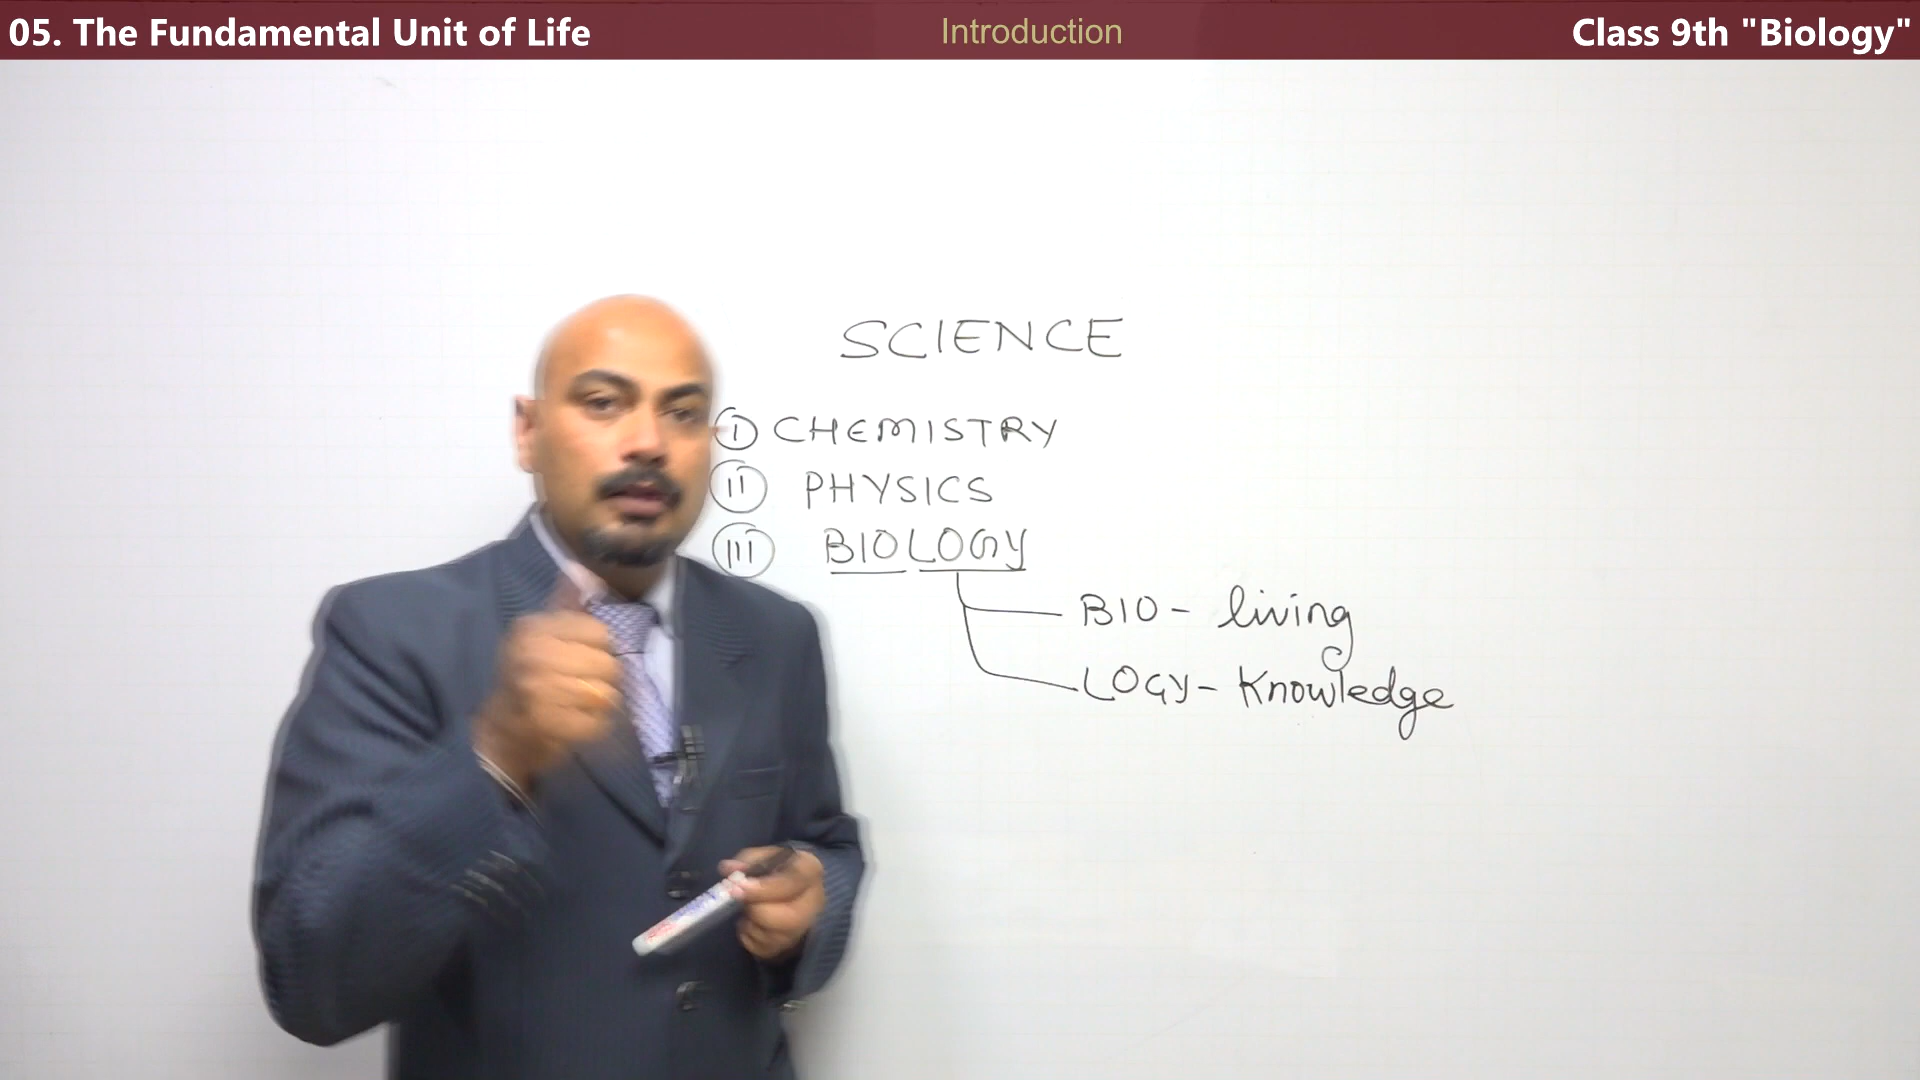 05. The Fundamental Unit of Life Introduction Class 9th "Biology"
SCIENCE
I CHEMISTRY
II PHYSICS
III BIOLOGY
BIO - living
LOGY - Knowledge